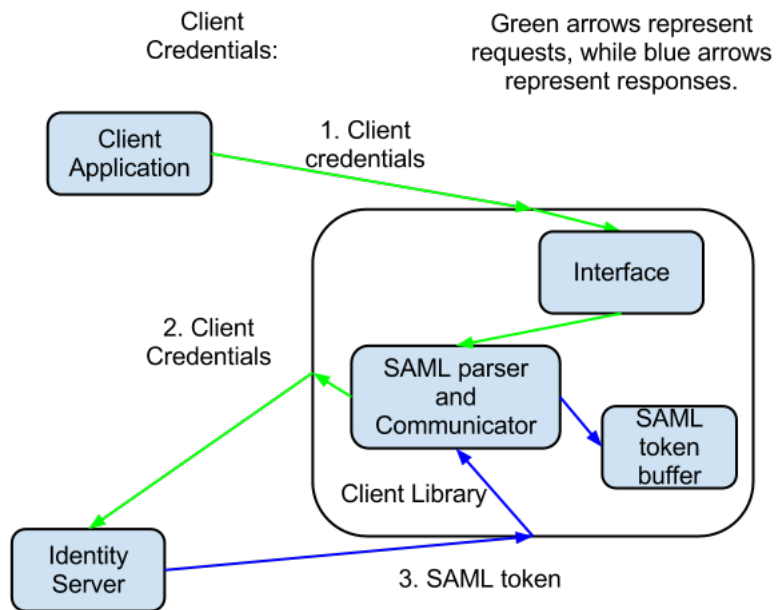 Client
Credentials:
Green arrows represent
requests, while blue arrows
represent responses.
1. Client
credentials
Client
Application
Interface
2. Client
Credentials
SAML parser
and
Communicator
SAML
token
buffer
Client Library
Identity
Server
3. SAML token